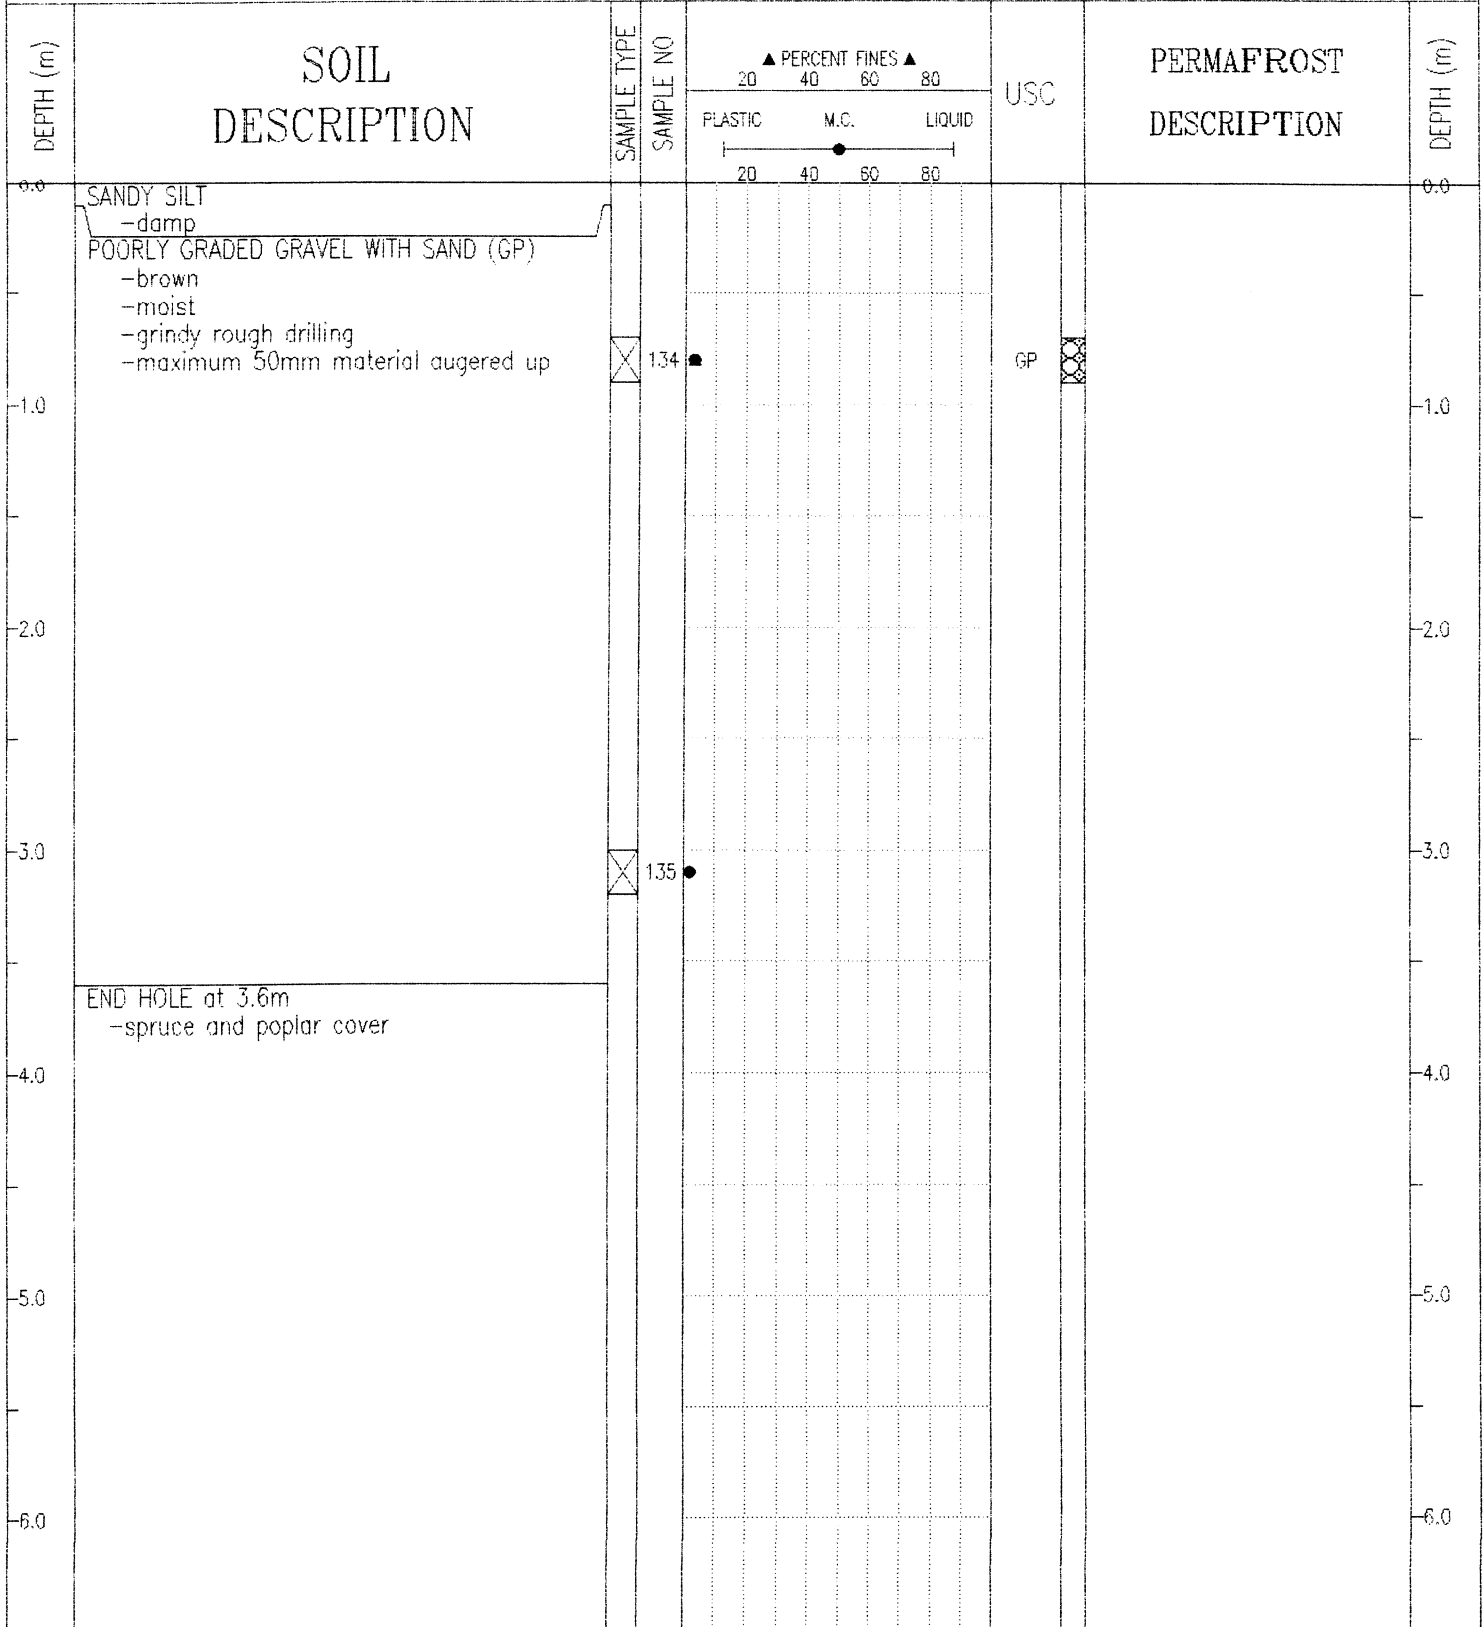 DEPTH (m)
SOIL
DESCRIPTION
SAMPLE TYPE
SAMPLE NO
▲ PERCENT FINES ▲
20 40 60 80
PLASTIC M.C. LIQUID
20 40 60 80
USC
PERMAFROST
DESCRIPTION
DEPTH (m)
0.0 SANDY SILT 0.0
-damp
POORLY GRADED GRAVEL WITH SAND (GP)
-brown
-moist
-grindy rough drilling
-maximum 50mm material augered up 134 GP
1.0 1.0
2.0 2.0
3.0 3.0
135
END HOLE at 3.6m
-spruce and poplar cover
4.0 4.0
5.0 5.0
6.0 6.0